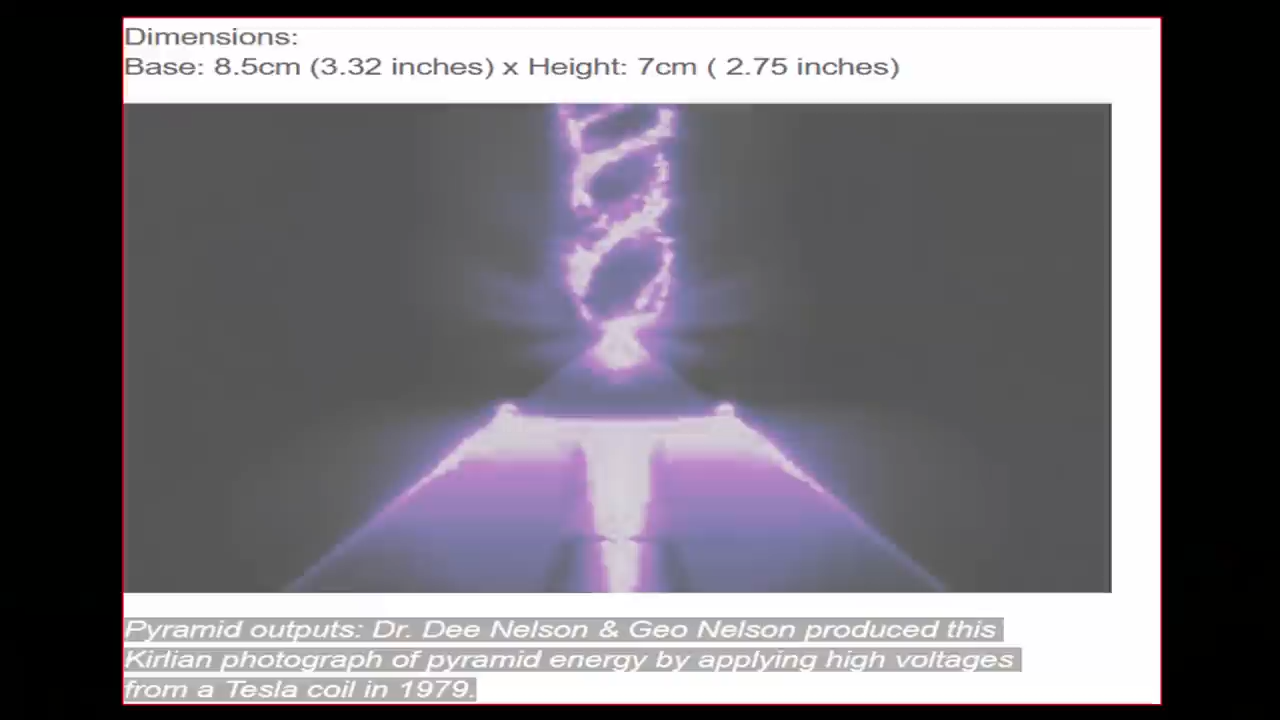 Dimensions:
Base: 8.5cm (3.32 inches) x Height: 7cm ( 2.75 inches)
Pyramid outputs: Dr. Dee Nelson & Geo Nelson produced this
Kirlian photograph of pyramid energy by applying high voltages
from a Tesla coil in 1979.